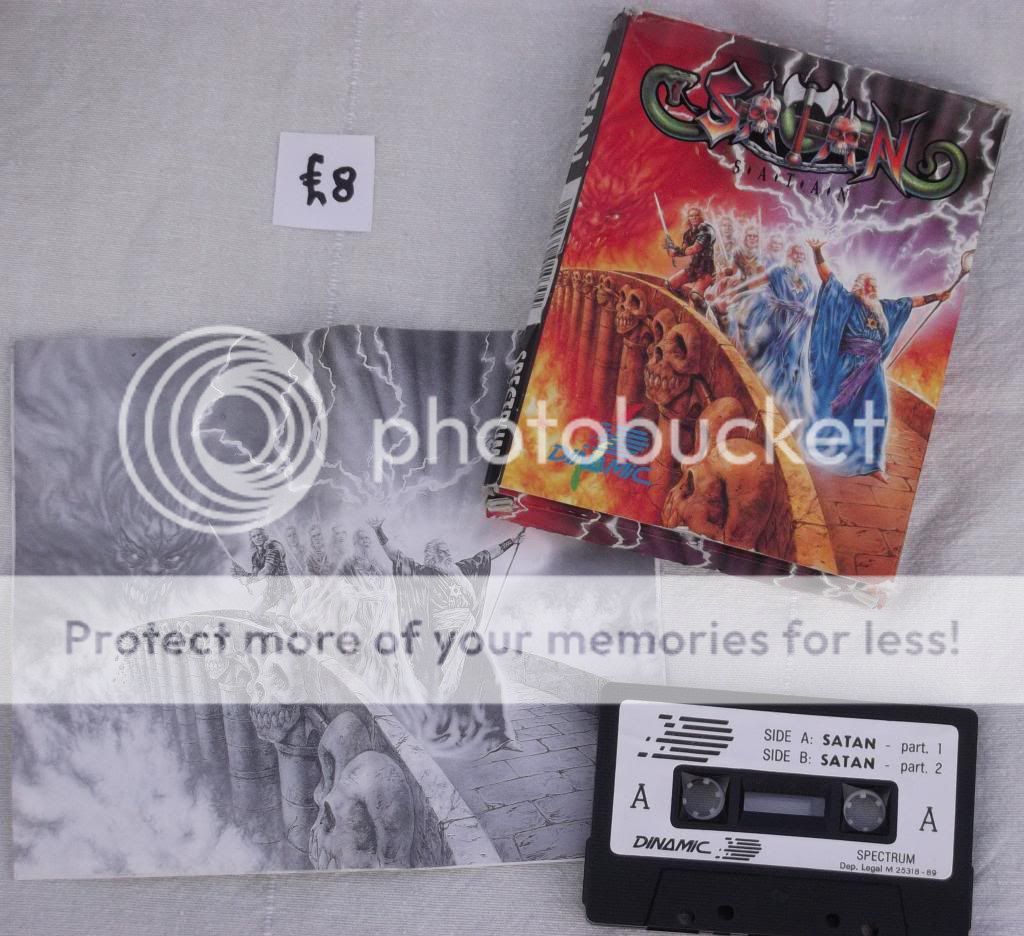 SATAN
S·A·T·A·N
£8
SATAN
SPECTRUM
DINAMIC
photobucket
Protect more of your memories for less!
SIDE A: SATAN - part. 1
SIDE B: SATAN - part. 2
A
A
DINAMIC
SPECTRUM
Dep. Legal M 25318 - 89